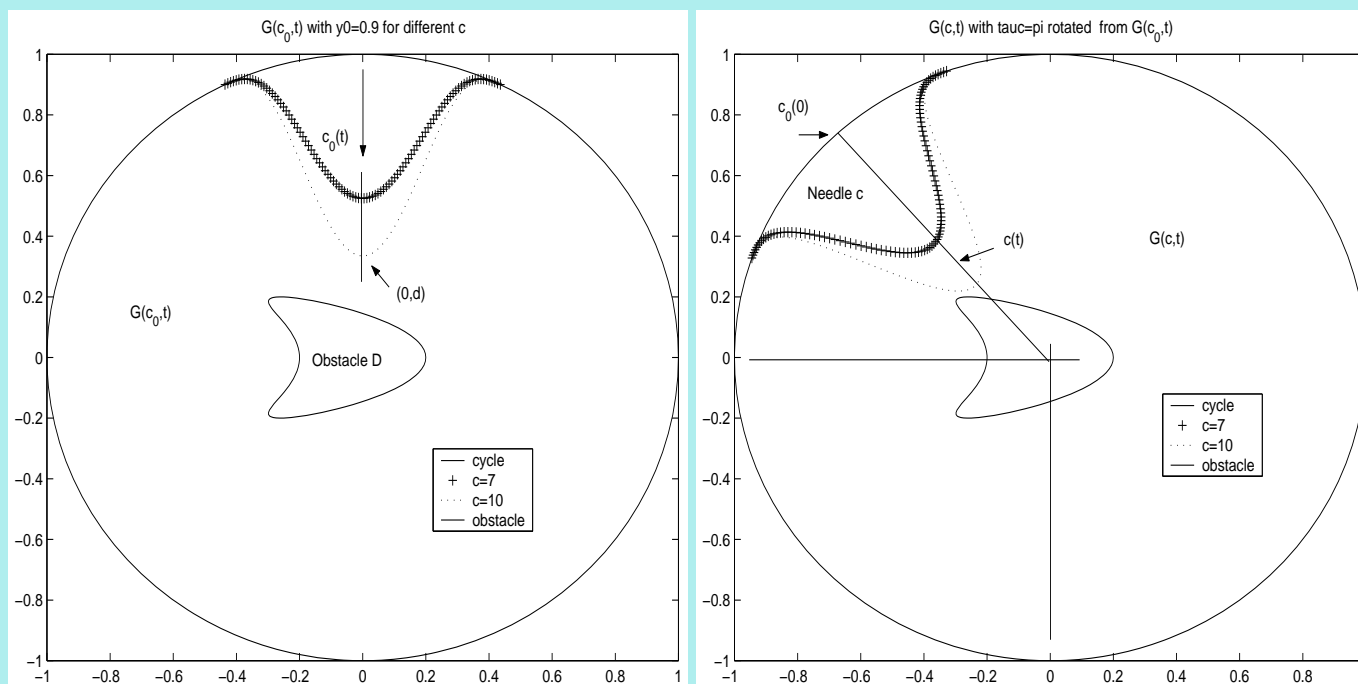 G(c0,t) with y0=0.9 for different c
1
0.8
0.6
0.4
0.2
0
−0.2
−0.4
−0.6
−0.8
−1
−1 −0.8 −0.6 −0.4 −0.2 0 0.2 0.4 0.6 0.8 1
c0(t)
(0,d)
G(c0,t)
Obstacle D
cycle
c=7
c=10
obstacle
G(c,t) with tauc=pi rotated from G(c0,t)
1
0.8
0.6
0.4
0.2
0
−0.2
−0.4
−0.6
−0.8
−1
−1 −0.8 −0.6 −0.4 −0.2 0 0.2 0.4 0.6 0.8
c0(0)
Needle c
c(t)
G(c,t)
cycle
c=7
c=10
obstacle